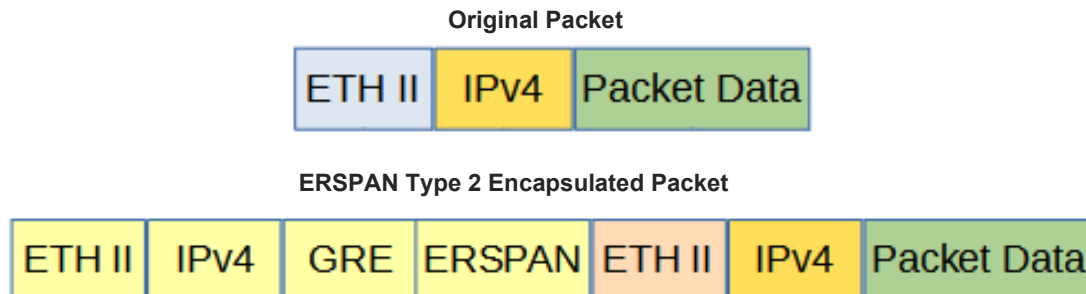 Original Packet
ETH II IPv4 Packet Data
ERSPAN Type 2 Encapsulated Packet
ETH II IPv4 GRE ERSPAN ETH II IPv4 Packet Data